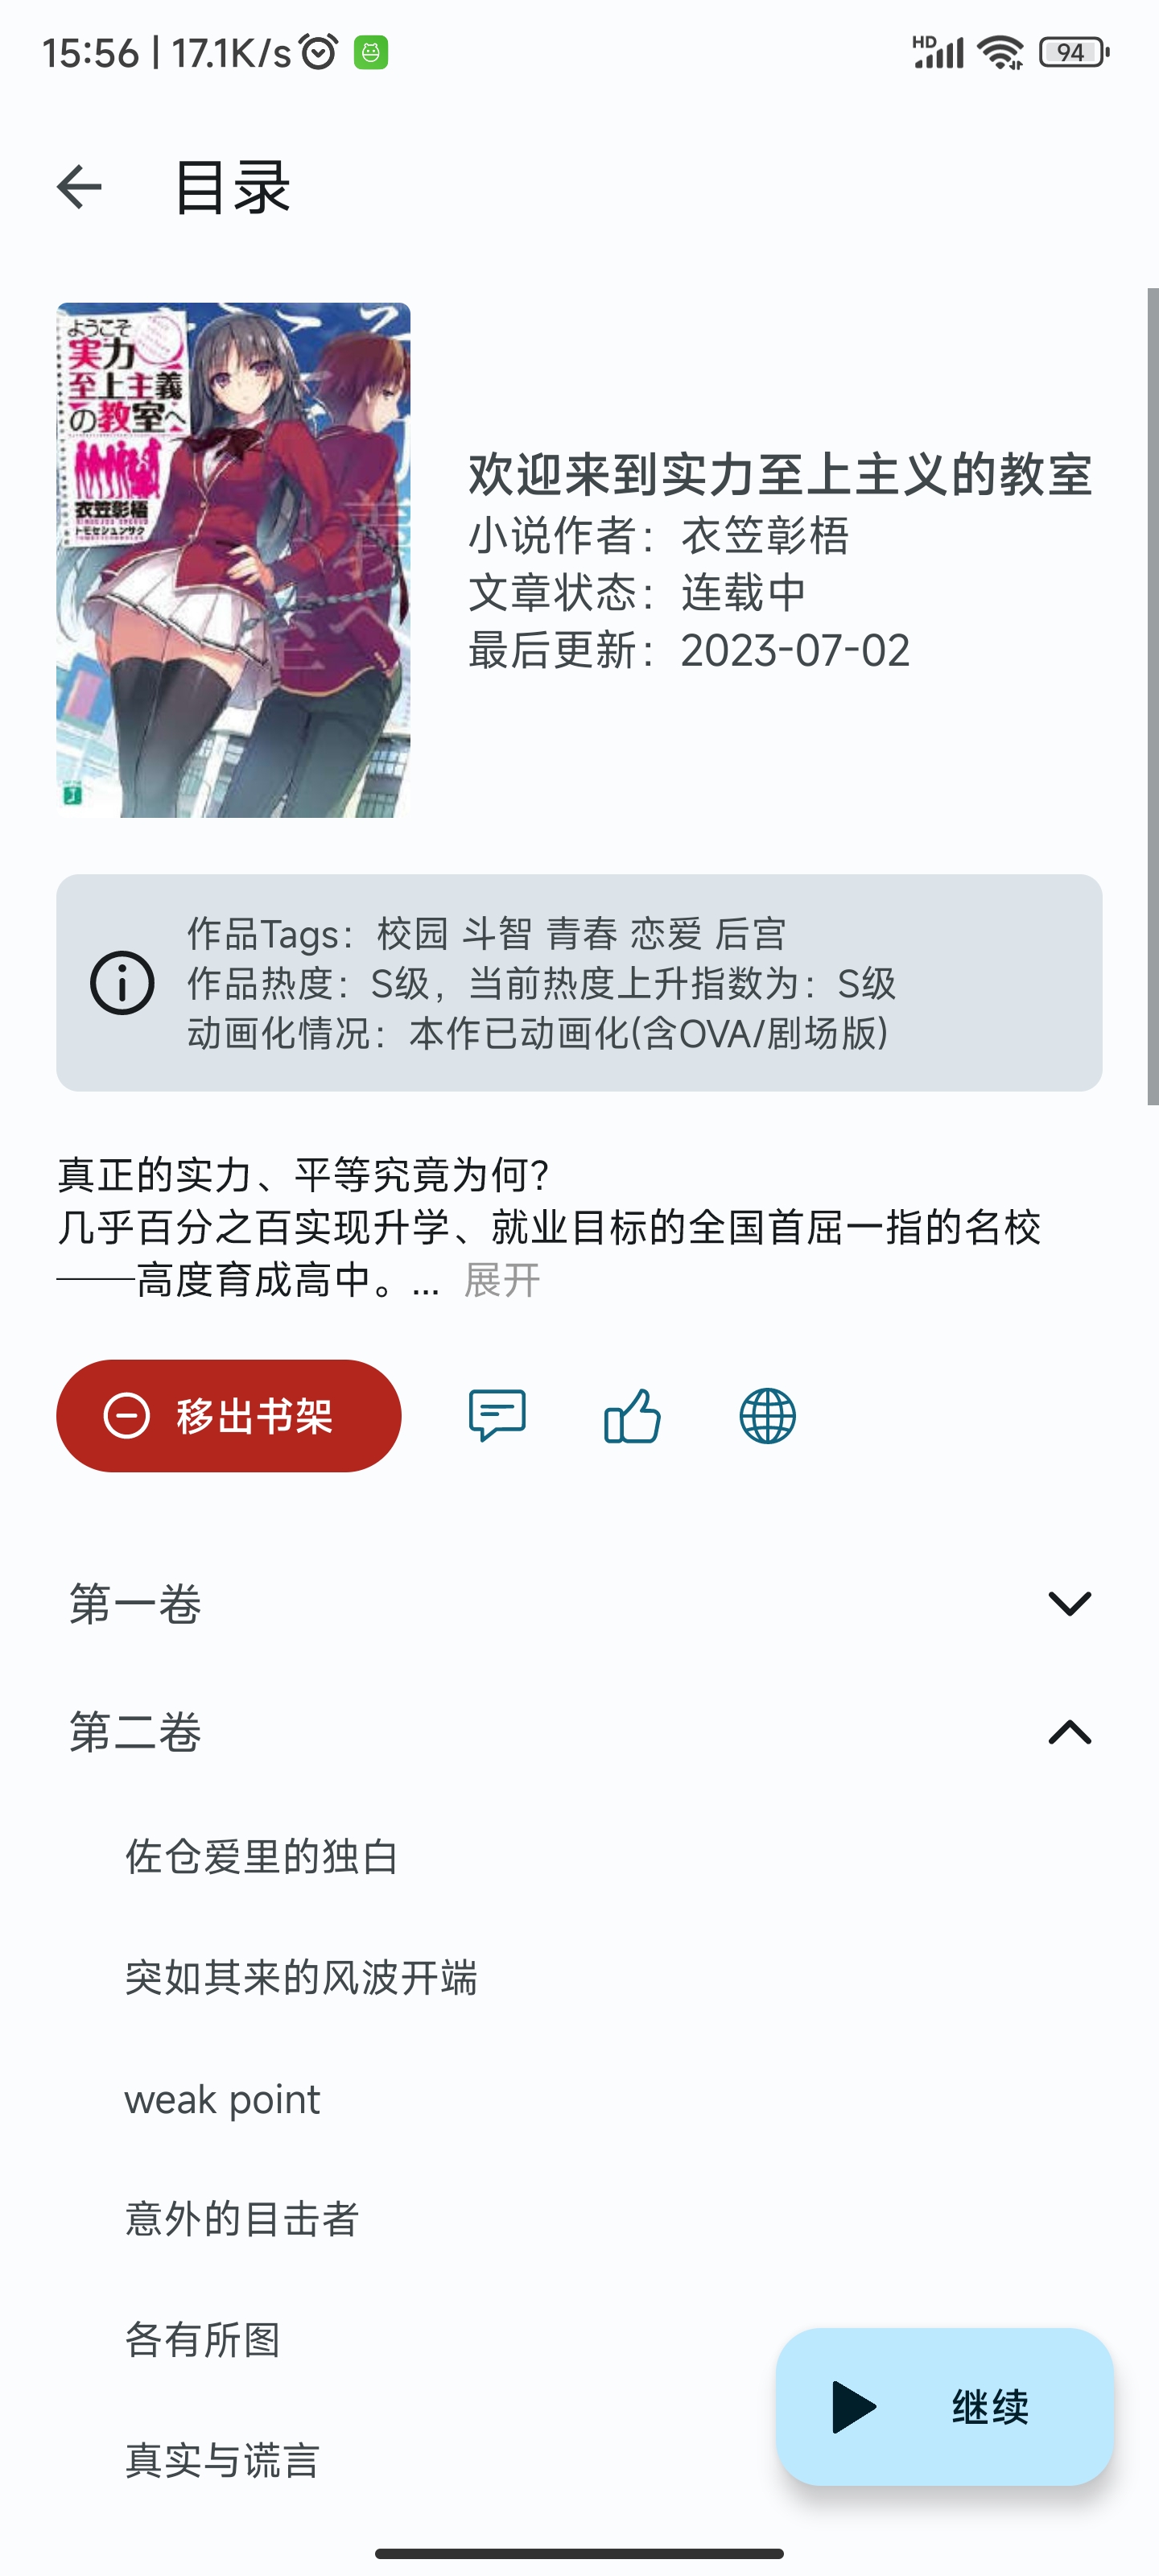 15:56 | 17.1K/s
HD
94
目录
ようこそ
実力
至上主義
の教室へ
衣笠彰梧
トモセシュンサク
欢迎来到实力至上主义的教室
小说作者：衣笠彰梧
文章状态：连载中
最后更新：2023-07-02
作品Tags：校园 斗智 青春 恋爱 后宫
作品热度：S级，当前热度上升指数为：S级
动画化情况：本作已动画化(含OVA/剧场版)
真正的实力、平等究竟为何？
几乎百分之百实现升学、就业目标的全国首屈一指的名校
——高度育成高中。... 展开
移出书架
第一卷
第二卷
佐仓爱里的独白
突如其来的风波开端
weak point
意外的目击者
各有所图
真实与谎言
继续